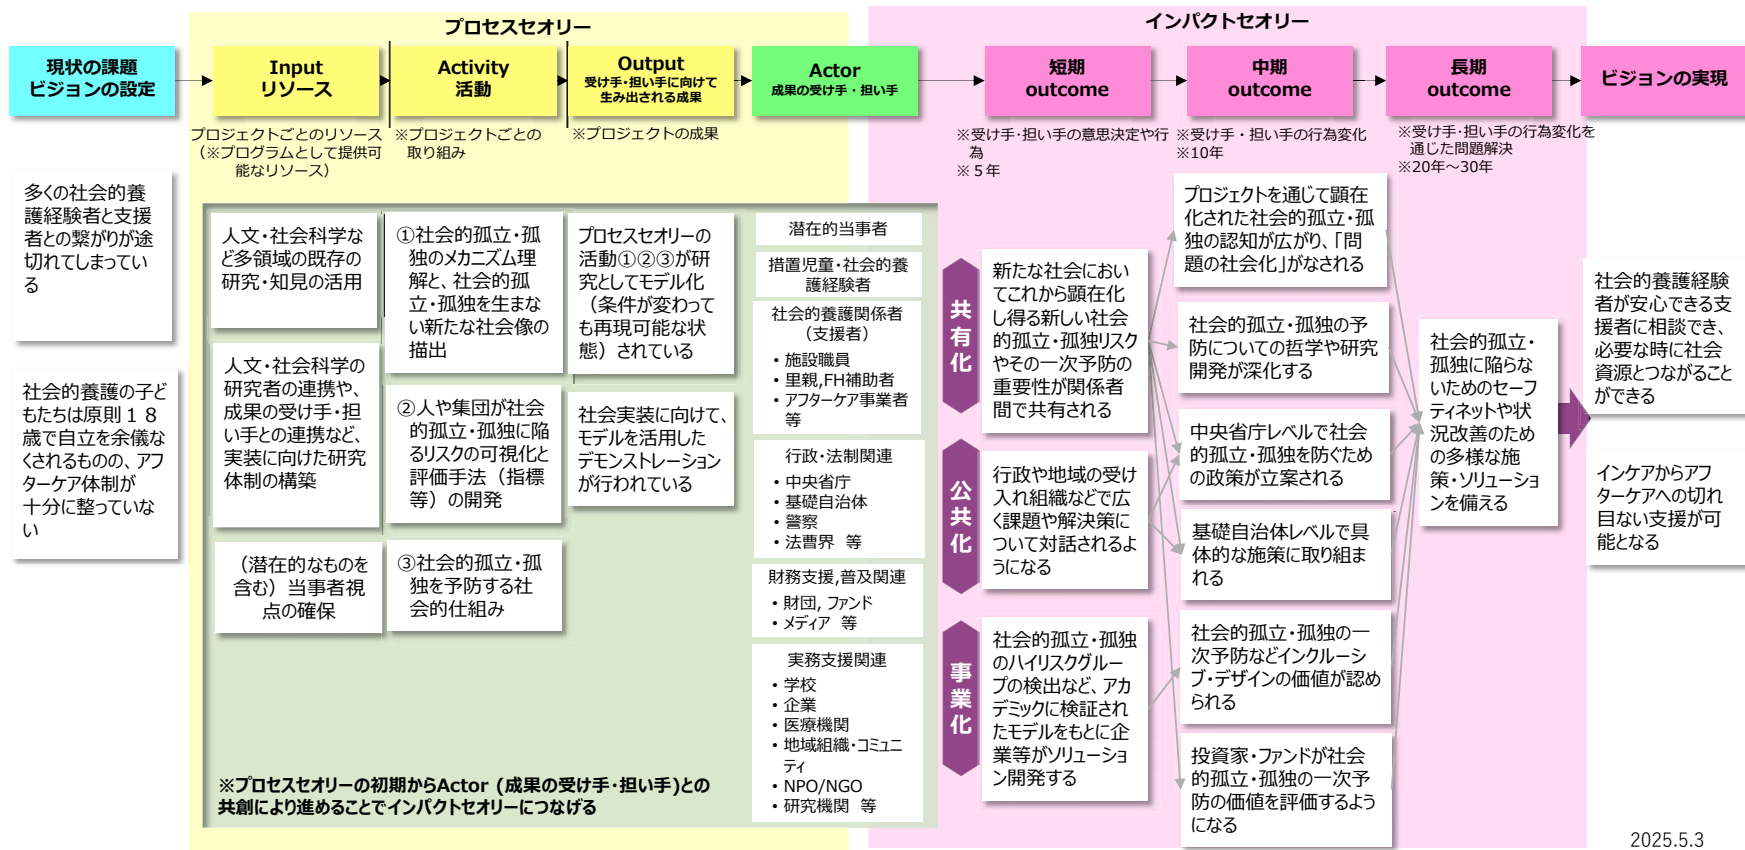 プロセスセオリー
インパクトセオリー
現状の課題
ビジョンの設定
Input
リソース
Activity
活動
Output
受け手・担い手に向けて
生み出される成果
Actor
成果の受け手・担い手
短期
outcome
中期
outcome
長期
outcome
ビジョンの実現
プロジェクトごとのリソース
（※プログラムとして提供可
能なリソース）
※プロジェクトごとの
取り組み
※プロジェクトの成果
※受け手・担い手の意思決定や行
為
※５年
※受け手・担い手の行為変化
※10年
※受け手・担い手の行為変化を
通じた問題解決
※20年～30年
多くの社会的養
護経験者と支援
者との繋がりが途
切れてしまってい
る
社会的養護の子ど
もたちは原則１８
歳で自立を余儀な
くされるものの、アフ
ターケア体制が
十分に整っていな
い
人文・社会科学な
ど多領域の既存の
研究・知見の活用
人文・社会科学の
研究者の連携や、
成果の受け手・担
い手との連携など、
実装に向けた研究
体制の構築
（潜在的なものを
含む）当事者視
点の確保
①社会的孤立・孤
独のメカニズム理
解と、社会的孤
立・孤独を生まな
い新たな社会像の
描出
②人や集団が社会
的孤立・孤独に陥
るリスクの可視化と
評価手法（指標
等）の開発
③社会的孤立・孤
独を予防する社
会的仕組み
プロセスセオリーの
活動①②③が研
究としてモデル化
（条件が変わって
も再現可能な状
態）されている
社会実装に向けて、
モデルを活用した
デモンストレーション
が行われている
※プロセスセオリーの初期からActor (成果の受け手・担い手)との
共創により進めることでインパクトセオリーにつなげる
潜在的当事者
措置児童・社会的養
護経験者
社会的養護関係者
（支援者）
・施設職員
・里親,FH補助者
・アフターケア事業者
等
行政・法制関連
・中央省庁
・基礎自治体
・警察
・法曹界 等
財務支援,普及関連
・財団, ファンド
・メディア 等
実務支援関連
・学校
・企業
・医療機関
・地域組織・コミュニ
ティ
・NPO/NGO
・研究機関 等
共有化
公共化
事業化
新たな社会におい
てこれから顕在化
し得る新しい社会
的孤立・孤独リスク
やその一次予防の
重要性が関係者
間で共有される
行政や地域の受け
入れ組織などで広
く課題や解決策に
ついて対話されるよ
うになる
社会的孤立・孤独
のハイリスクグルー
プの検出など、アカ
デミックに検証され
たモデルをもとに企
業等がソリューショ
ン開発する
プロジェクトを通じて顕在
化された社会的孤立・孤
独の認知が広がり、「問
題の社会化」がなされる
社会的孤立・孤独の予
防についての哲学や研究
開発が深化する
中央省庁レベルで社会
的孤立・孤独を防ぐため
の政策が立案される
基礎自治体レベルで具
体的な施策に取り組ま
れる
社会的孤立・孤独の一
次予防などインクルーシ
ブ・デザインの価値が認め
られる
投資家・ファンドが社会
的孤立・孤独の一次予
防の価値を評価するよう
になる
社会的孤立・
孤独に陥らな
いためのセーフ
ティネットや状
況改善のため
の多様な施
策・ソリューショ
ンを備える
社会的養護経験
者が安心できる支
援者に相談でき、
必要な時に社会
資源とつながること
ができる
インケアからアフ
ターケアへの切れ
目ない支援が可
能となる
2025.5.3